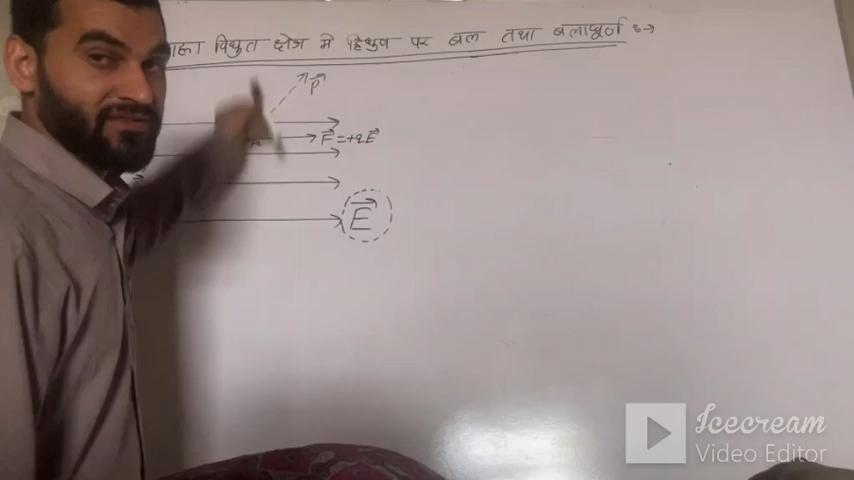 विधुत क्षेत्र मे द्विध्रुव पर बल तथा बलाघूर्ण :→
P⃗
F⃗ = +qE⃗
E⃗
Icecream
Video Editor